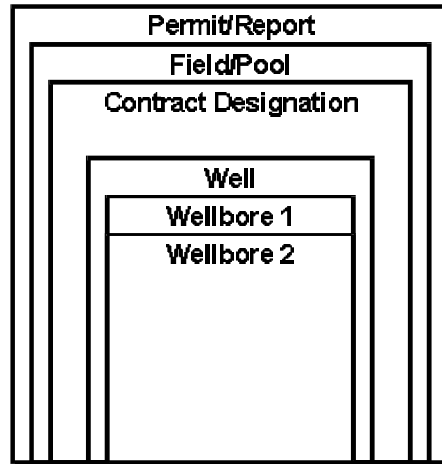 Permit/Report
Field/Pool
Contract Designation
Well
Wellbore 1
Wellbore 2